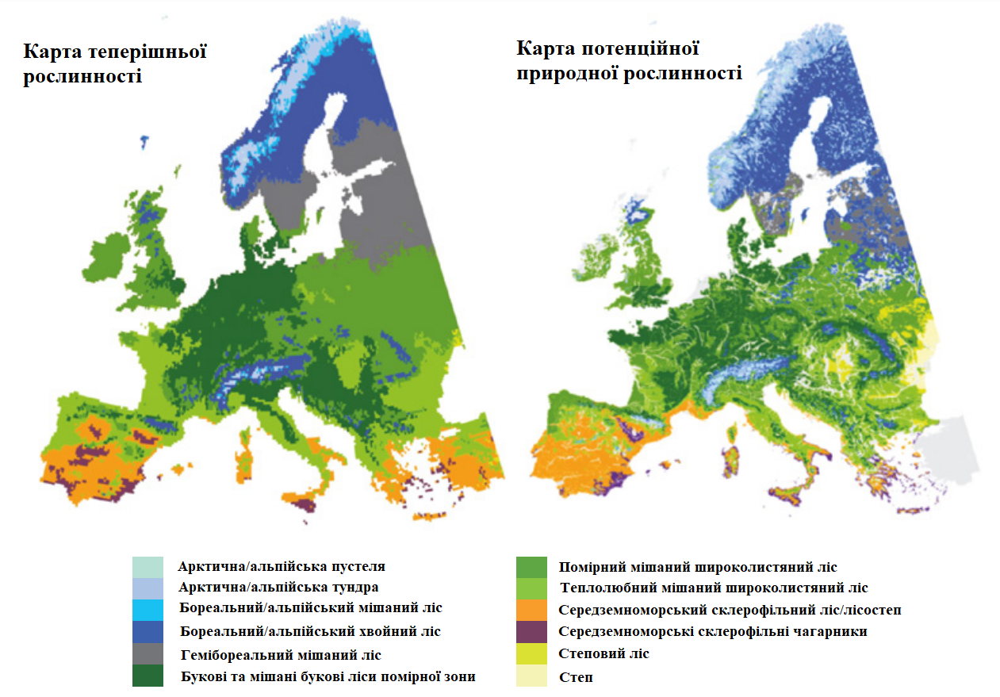 Карта теперішньої
рослинності
Карта потенційної
природної рослинності
Арктична/альпійська пустеля
Арктична/альпійська тундра
Бореальний/альпійський мішаний ліс
Бореальний/альпійський хвойний ліс
Гемібореальний мішаний ліс
Букові та мішані букові ліси помірної зони
Помірний мішаний широколистяний ліс
Теплолюбний мішаний широколистяний ліс
Середземноморський склерофільний ліс/лісостеп
Середземноморські склерофільні чагарники
Степовий ліс
Степ